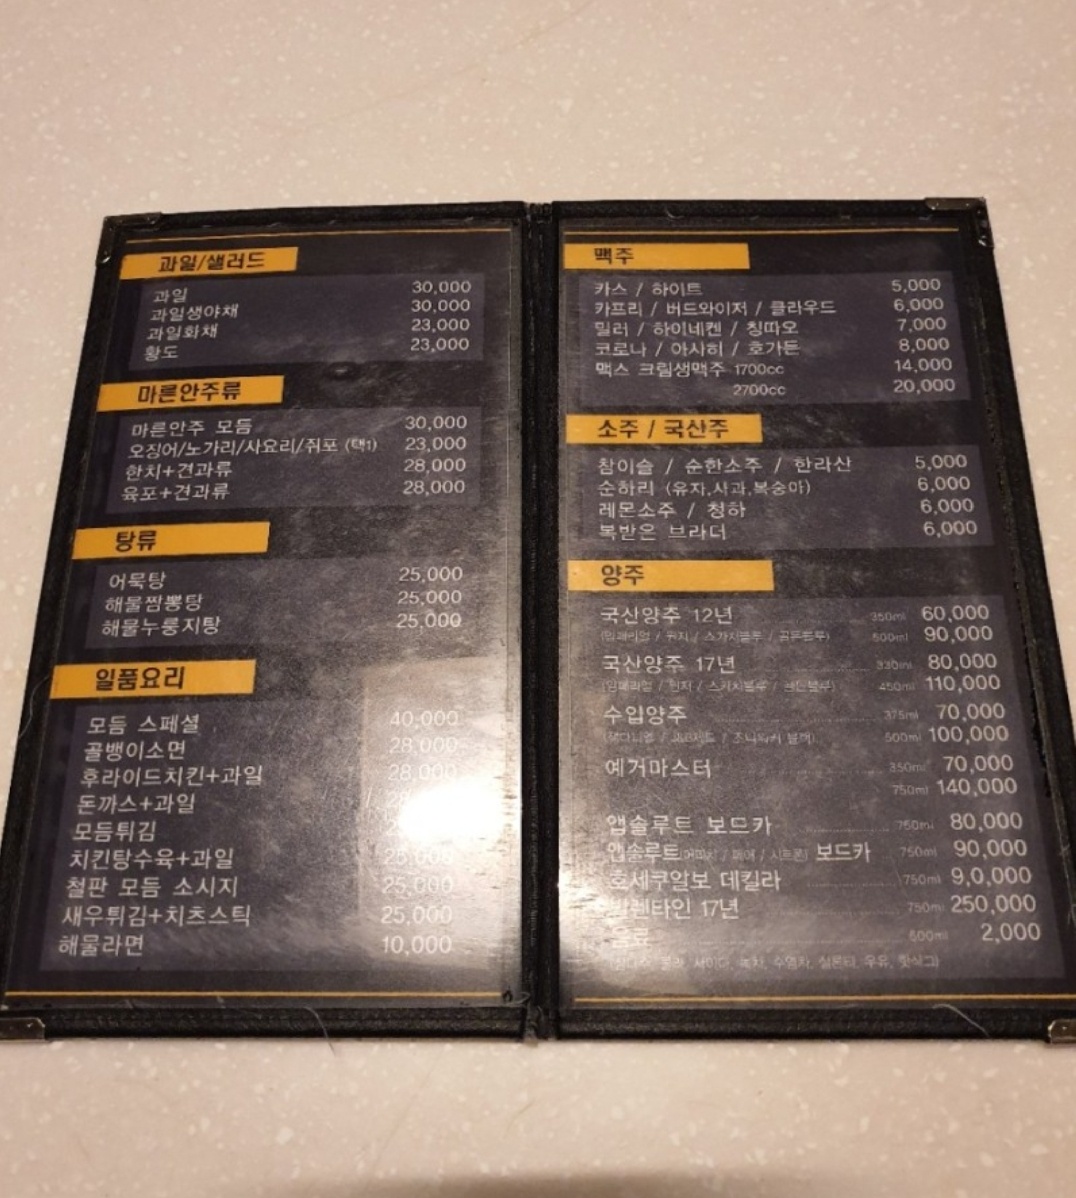 과일/샐러드
과일 30,000
과일생야채 30,000
과일화채 23,000
황도 23,000
마른안주류
마른안주 모듬 30,000
오징어/노가리/사요리/쥐포 (택1) 23,000
한치+견과류 28,000
육포+견과류 28,000
탕류
어묵탕 25,000
해물짬뽕탕 25,000
해물누룽지탕 25,000
일품요리
모듬 스페셜 40,000
골뱅이소면 28,000
후라이드치킨+과일 28,000
돈까스+과일
모듬튀김
치킨탕수육+과일 25,000
철판 모듬 소시지 25,000
새우튀김+치즈스틱 25,000
해물라면 10,000
맥주
카스 / 하이트 5,000
카프리 / 버드와이저 / 클라우드 6,000
밀러 / 하이네켄 / 칭따오 7,000
코로나 / 아사히 / 호가든 8,000
맥스 크림생맥주 1700cc 14,000
2700cc 20,000
소주 / 국산주
참이슬 / 순한소주 / 한라산 5,000
순하리 (유자,사과,복숭아) 6,000
레몬소주 / 청하 6,000
복받은 브라더 6,000
양주
국산양주 12년 350ml 60,000
500ml 90,000
국산양주 17년 330ml 80,000
450ml 110,000
수입양주 375ml 70,000
500ml 100,000
예거마스터 350ml 70,000
750ml 140,000
앱솔루트 보드카 750ml 80,000
앱솔루트 보드카 750ml 90,000
호세쿠알보 데킬라 750ml 9,0,000
발렌타인 17년 750ml 250,000
음료 600ml 2,000